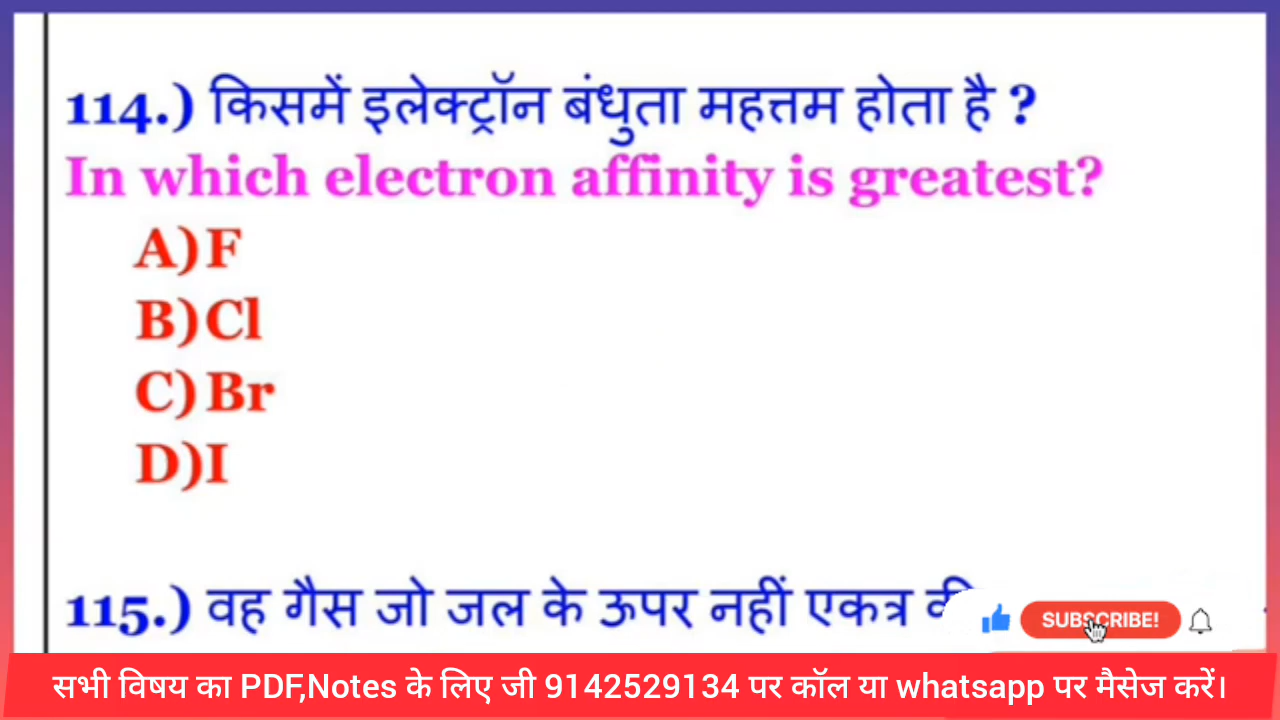 114.) किसमें इलेक्ट्रॉन बंधुता महत्तम होता है ?
In which electron affinity is greatest?
A) F
B) Cl
C) Br
D) I
115.) वह गैस जो जल के ऊपर नहीं एकत्र
SUBSCRIBE!
सभी विषय का PDF,Notes के लिए जी 9142529134 पर कॉल या whatsapp पर मैसेज करें।